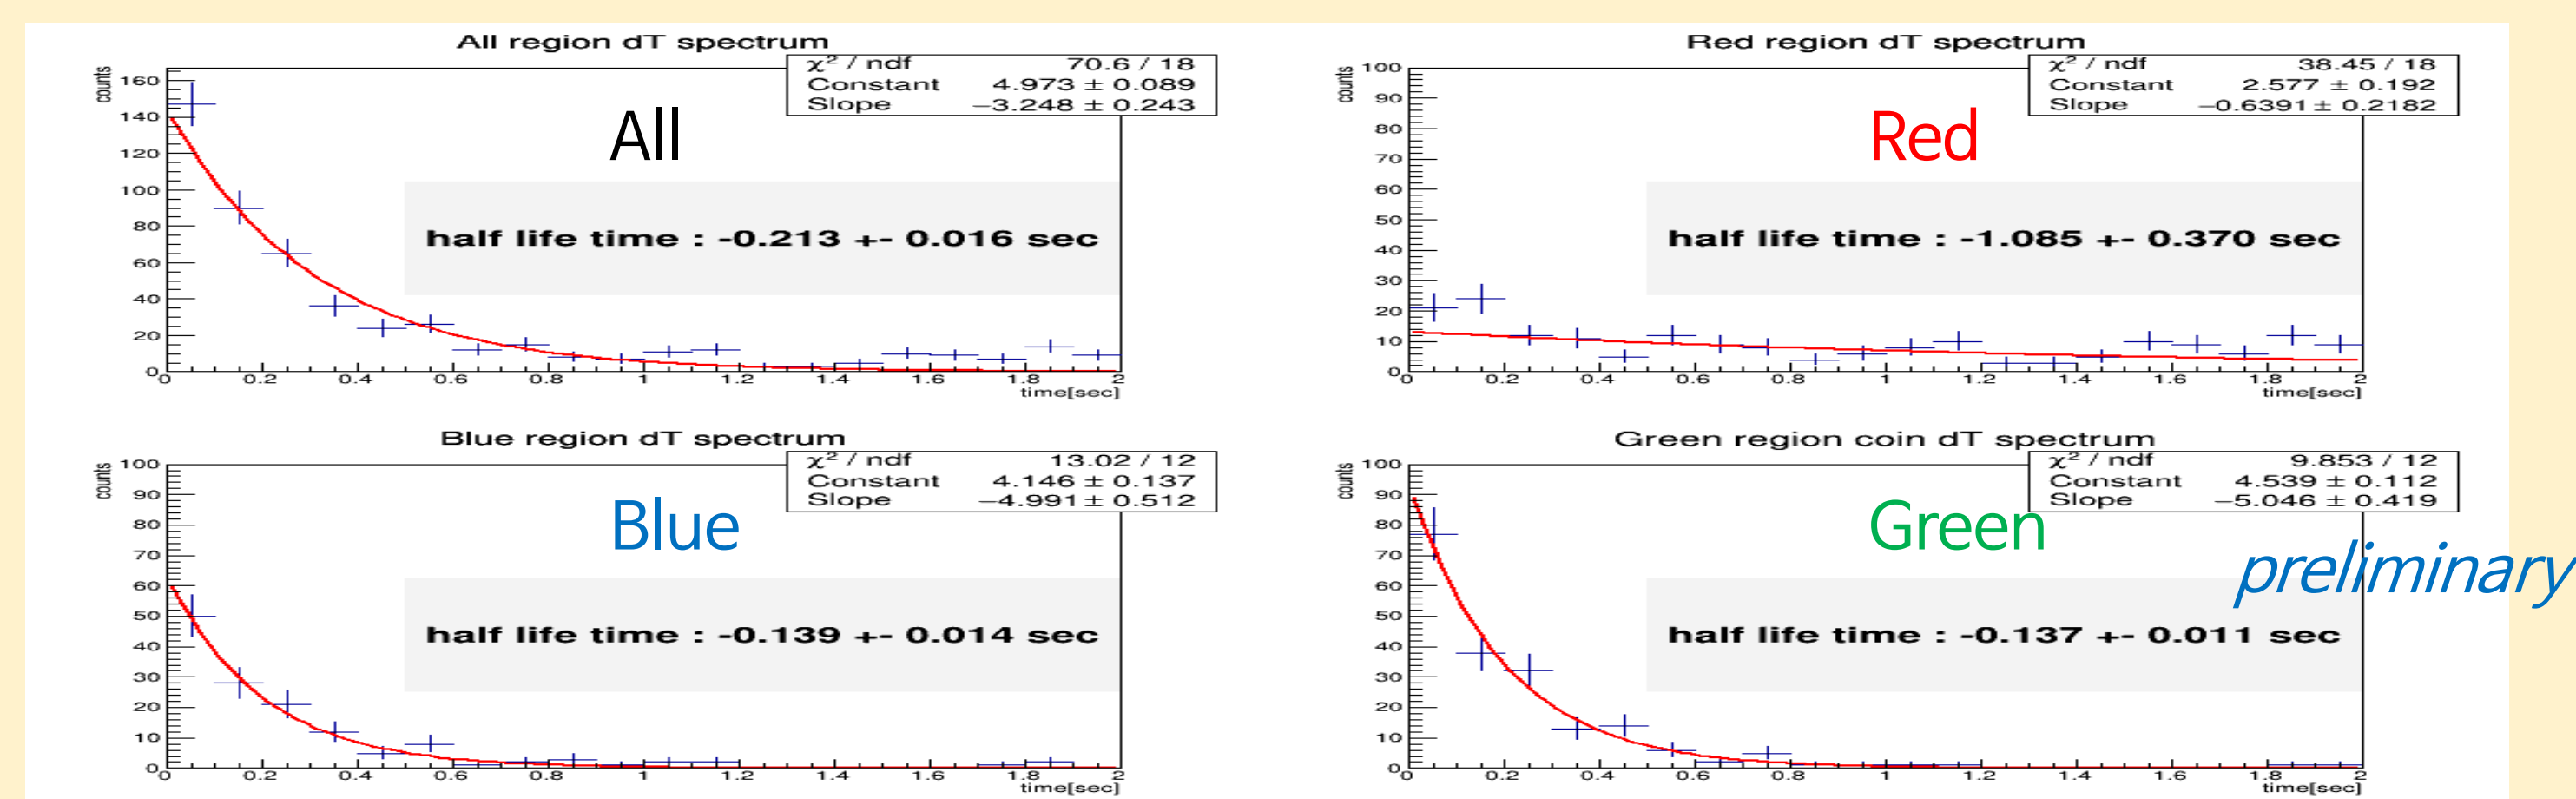 All region dT spectrum
χ² / ndf 70.6 / 18
Constant 4.973 ± 0.089
Slope −3.248 ± 0.243
counts
160
140
120
100
80
60
40
20
0
All
half life time : -0.213 +- 0.016 sec
0 0.2 0.4 0.6 0.8 1 1.2 1.4 1.6 1.8 2
time[sec]
Red region dT spectrum
χ² / ndf 38.45 / 18
Constant 2.577 ± 0.192
Slope −0.6391 ± 0.2182
counts
100
90
80
70
60
50
40
30
20
10
0
Red
half life time : -1.085 +- 0.370 sec
0 0.2 0.4 0.6 0.8 1 1.2 1.4 1.6 1.8 2
time[sec]
Blue region dT spectrum
χ² / ndf 13.02 / 12
Constant 4.146 ± 0.137
Slope −4.991 ± 0.512
counts
100
90
80
70
60
50
40
30
20
10
0
Blue
half life time : -0.139 +- 0.014 sec
0 0.2 0.4 0.6 0.8 1 1.2 1.4 1.6 1.8 2
time[sec]
Green region coin dT spectrum
χ² / ndf 9.853 / 12
Constant 4.539 ± 0.112
Slope −5.046 ± 0.419
counts
100
90
80
70
60
50
40
30
20
10
0
Green
preliminary
half life time : -0.137 +- 0.011 sec
0 0.2 0.4 0.6 0.8 1 1.2 1.4 1.6 1.8 2
time[sec]